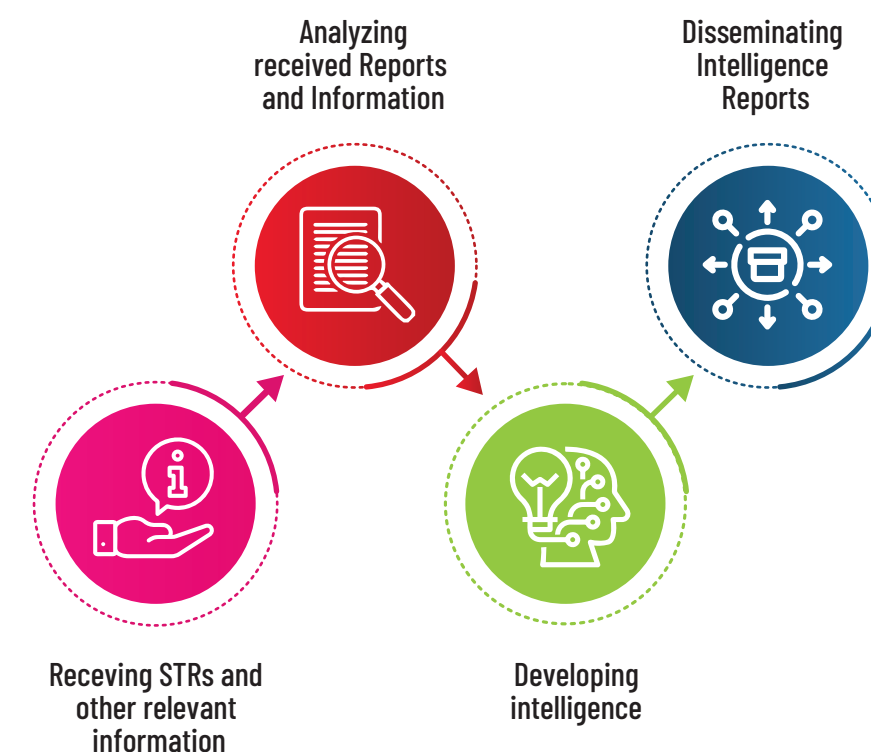 Analyzing
received Reports
and Information
Disseminating
Intelligence
Reports
Receving STRs and
other relevant
information
Developing
intelligence